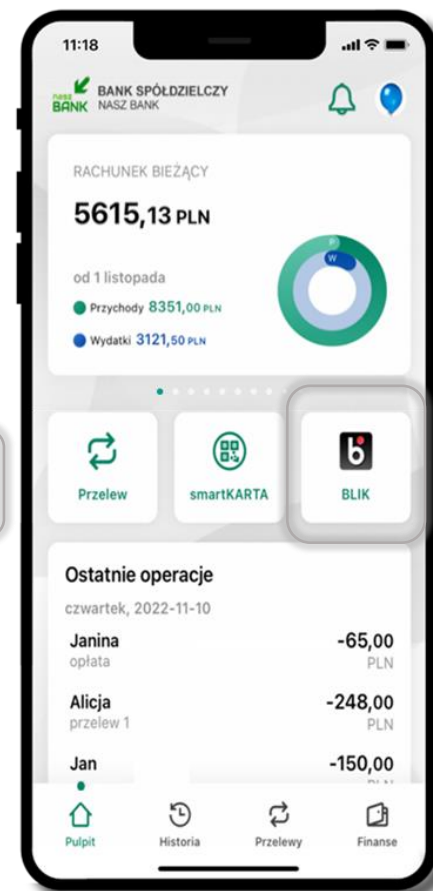 11:18
nasz BANK
BANK SPÓŁDZIELCZY
NASZ BANK
RACHUNEK BIEŻĄCY
5615,13 PLN
P
W
od 1 listopada
Przychody 8351,00 PLN
Wydatki 3121,50 PLN
Przelew
smartKARTA
b
BLIK
Ostatnie operacje
czwartek, 2022-11-10
Janina -65,00
opłata PLN
Alicja -248,00
przelew 1 PLN
Jan -150,00
Pulpit Historia Przelewy Finanse